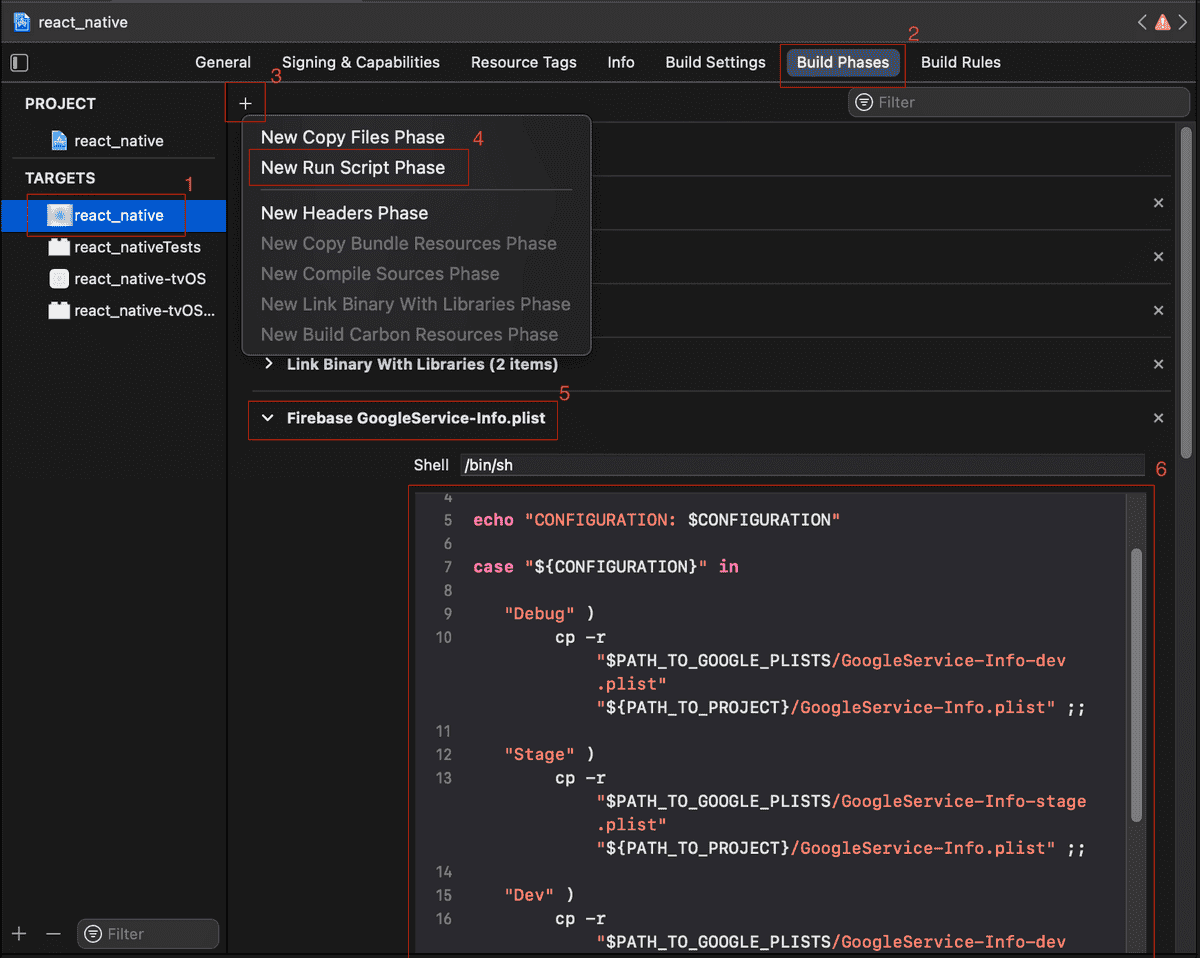 react_native
2
General Signing & Capabilities Resource Tags Info Build Settings Build Phases Build Rules
3
PROJECT
+
Filter
react_native
New Copy Files Phase
4
New Run Script Phase
TARGETS
1
react_native
New Headers Phase
react_nativeTests
New Copy Bundle Resources Phase
react_native-tvOS
New Compile Sources Phase
react_native-tvOS...
New Link Binary With Libraries Phase
New Build Carbon Resources Phase
Link Binary With Libraries (2 items)
5
Firebase GoogleService-Info.plist
Shell /bin/sh
6
4
5 echo "CONFIGURATION: $CONFIGURATION"
6
7 case "${CONFIGURATION}" in
8
9 "Debug" )
10 cp -r
"$PATH_TO_GOOGLE_PLISTS/GoogleService-Info-dev
.plist"
"${PATH_TO_PROJECT}/GoogleService-Info.plist" ;;
11
12 "Stage" )
13 cp -r
"$PATH_TO_GOOGLE_PLISTS/GoogleService-Info-stage
.plist"
"${PATH_TO_PROJECT}/GoogleService-Info.plist" ;;
14
15 "Dev" )
16 cp -r
"$PATH_TO_GOOGLE_PLISTS/GoogleService-Info-dev
Filter